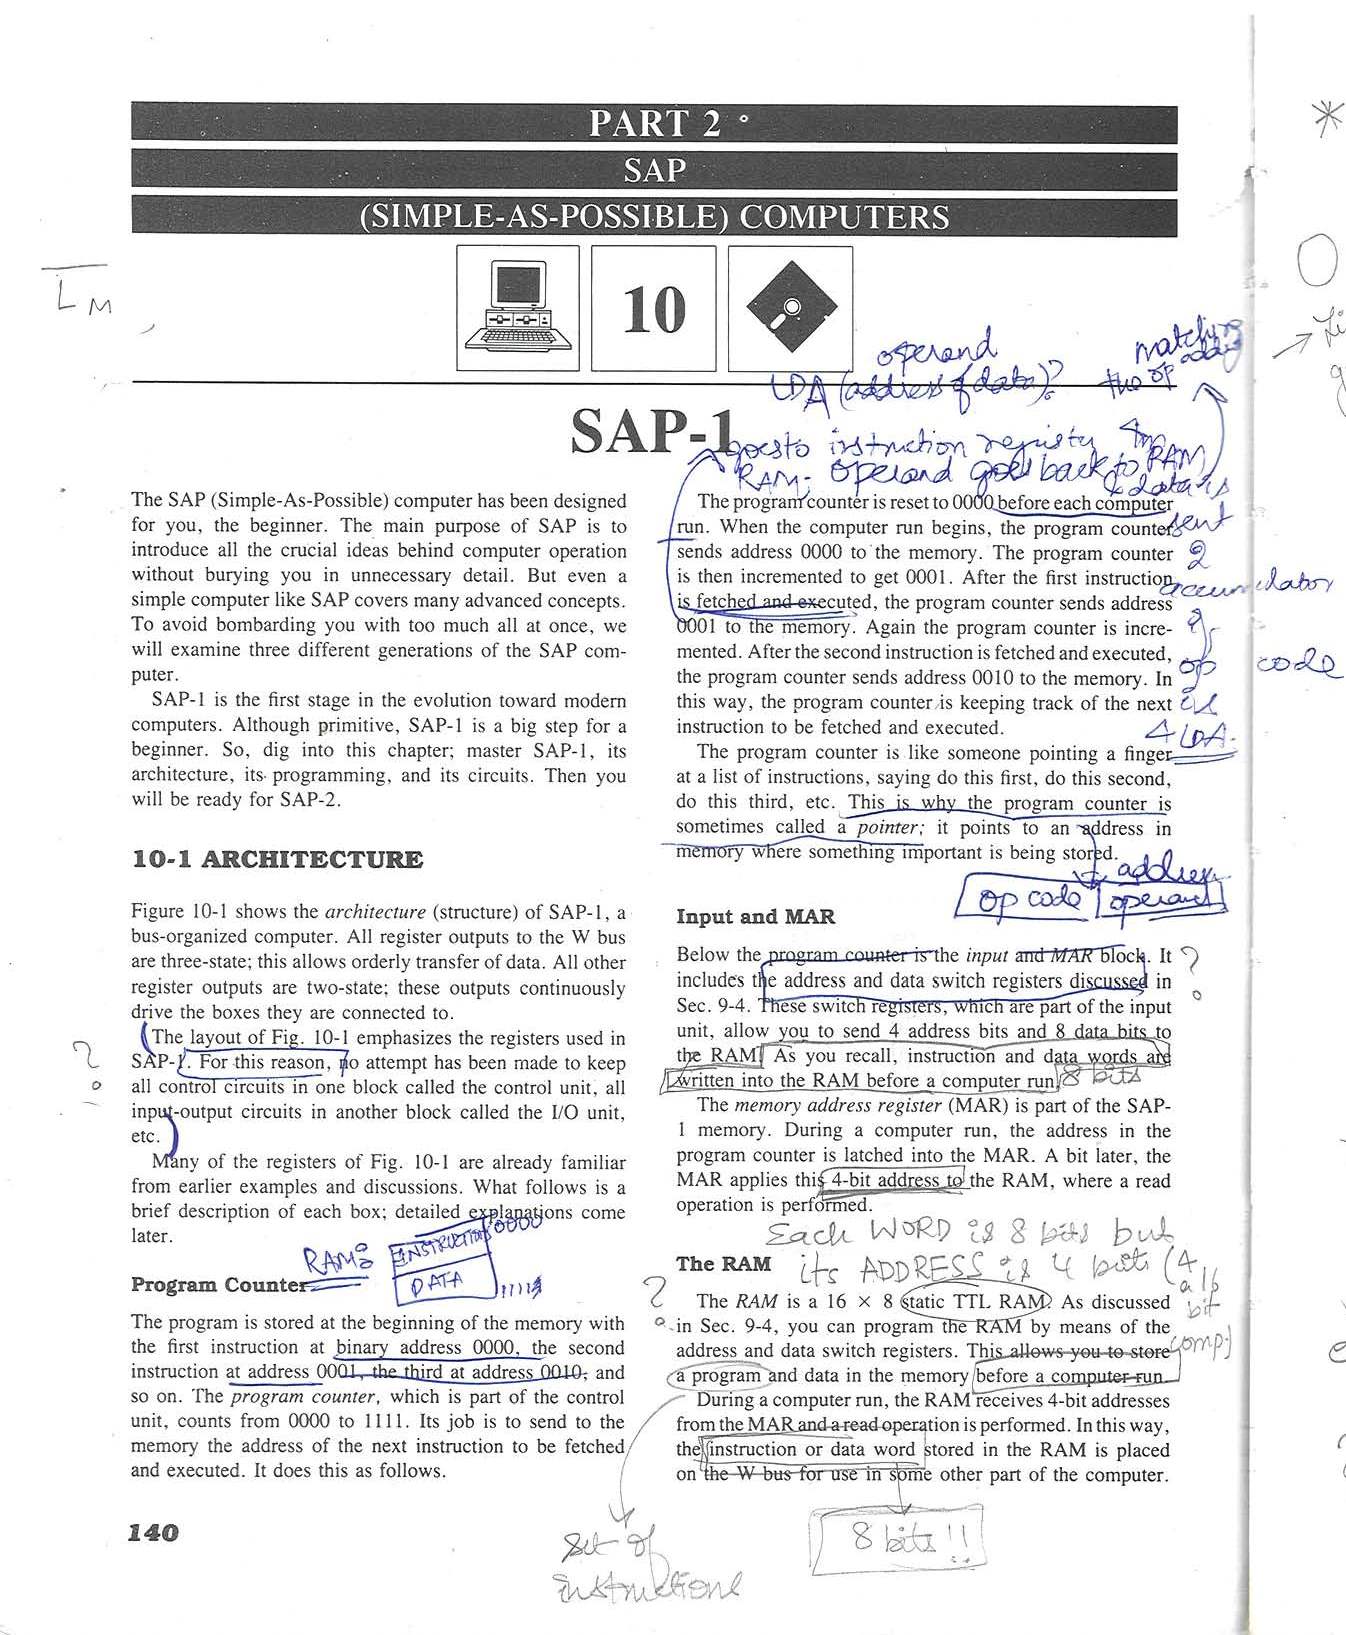 PART 2
SAP
(SIMPLE-AS-POSSIBLE) COMPUTERS
10
L M
operand
matching
LDA (address of data)?
the op
SAP-1
goes to instruction
RAM; operand goes back to RAM
& data is
sent
2
accumulator
op code
LDA.
The SAP (Simple-As-Possible) computer has been designed
for you, the beginner. The main purpose of SAP is to
introduce all the crucial ideas behind computer operation
without burying you in unnecessary detail. But even a
simple computer like SAP covers many advanced concepts.
To avoid bombarding you with too much all at once, we
will examine three different generations of the SAP com-
puter.
SAP-1 is the first stage in the evolution toward modern
computers. Although primitive, SAP-1 is a big step for a
beginner. So, dig into this chapter; master SAP-1, its
architecture, its programming, and its circuits. Then you
will be ready for SAP-2.
10-1 ARCHITECTURE
Figure 10-1 shows the architecture (structure) of SAP-1, a
bus-organized computer. All register outputs to the W bus
are three-state; this allows orderly transfer of data. All other
register outputs are two-state; these outputs continuously
drive the boxes they are connected to.
The layout of Fig. 10-1 emphasizes the registers used in
SAP-1. For this reason, no attempt has been made to keep
all control circuits in one block called the control unit, all
input-output circuits in another block called the I/O unit,
etc.
?
Many of the registers of Fig. 10-1 are already familiar
from earlier examples and discussions. What follows is a
brief description of each box; detailed explanations come
later.
RAM:
INSTRUCTIONS 0000
DATA
Program Counter
The program is stored at the beginning of the memory with
the first instruction at binary address 0000, the second
instruction at address 0001, the third at address 0010, and
so on. The program counter, which is part of the control
unit, counts from 0000 to 1111. Its job is to send to the
memory the address of the next instruction to be fetched
and executed. It does this as follows.
140
The program counter is reset to 0000 before each computer
run. When the computer run begins, the program counter
sends address 0000 to the memory. The program counter
is then incremented to get 0001. After the first instruction
is fetched and executed, the program counter sends address
0001 to the memory. Again the program counter is incre-
mented. After the second instruction is fetched and executed,
the program counter sends address 0010 to the memory. In
this way, the program counter is keeping track of the next
instruction to be fetched and executed.
The program counter is like someone pointing a finger
at a list of instructions, saying do this first, do this second,
do this third, etc. This is why the program counter is
sometimes called a pointer; it points to an address in
memory where something important is being stored.
address
op code operand
Input and MAR
Below the program counter is the input and MAR block. It
includes the address and data switch registers discussed in
Sec. 9-4. These switch registers, which are part of the input
unit, allow you to send 4 address bits and 8 data bits to
the RAM. As you recall, instruction and data words are
written into the RAM before a computer run. 8 bits
?
The memory address register (MAR) is part of the SAP-
1 memory. During a computer run, the address in the
program counter is latched into the MAR. A bit later, the
MAR applies this 4-bit address to the RAM, where a read
operation is performed.
Each WORD is 8 bits but
its ADDRESS is 4 bits (4
a 16
bit
comp.)
The RAM
?
The RAM is a 16 × 8 static TTL RAM. As discussed
in Sec. 9-4, you can program the RAM by means of the
address and data switch registers. This allows you to store
a program and data in the memory before a computer run.
During a computer run, the RAM receives 4-bit addresses
from the MAR and a read operation is performed. In this way,
the instruction or data word stored in the RAM is placed
on the W bus for use in some other part of the computer.
set of
instructions
8 bits!!